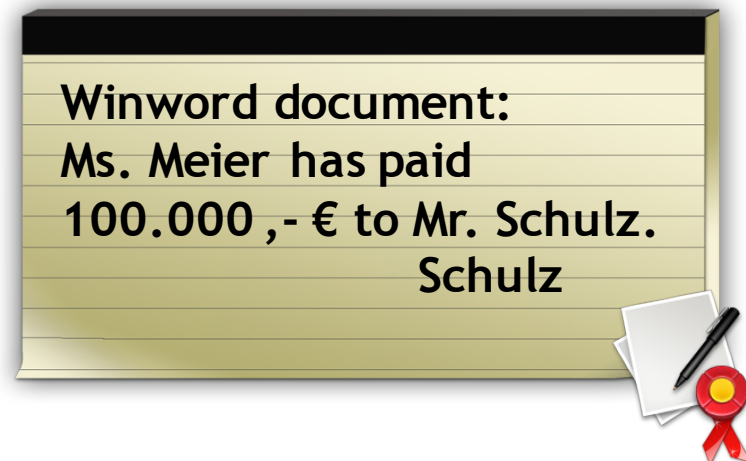 Winword document:
Ms. Meier has paid
100.000 ,- € to Mr. Schulz.
Schulz